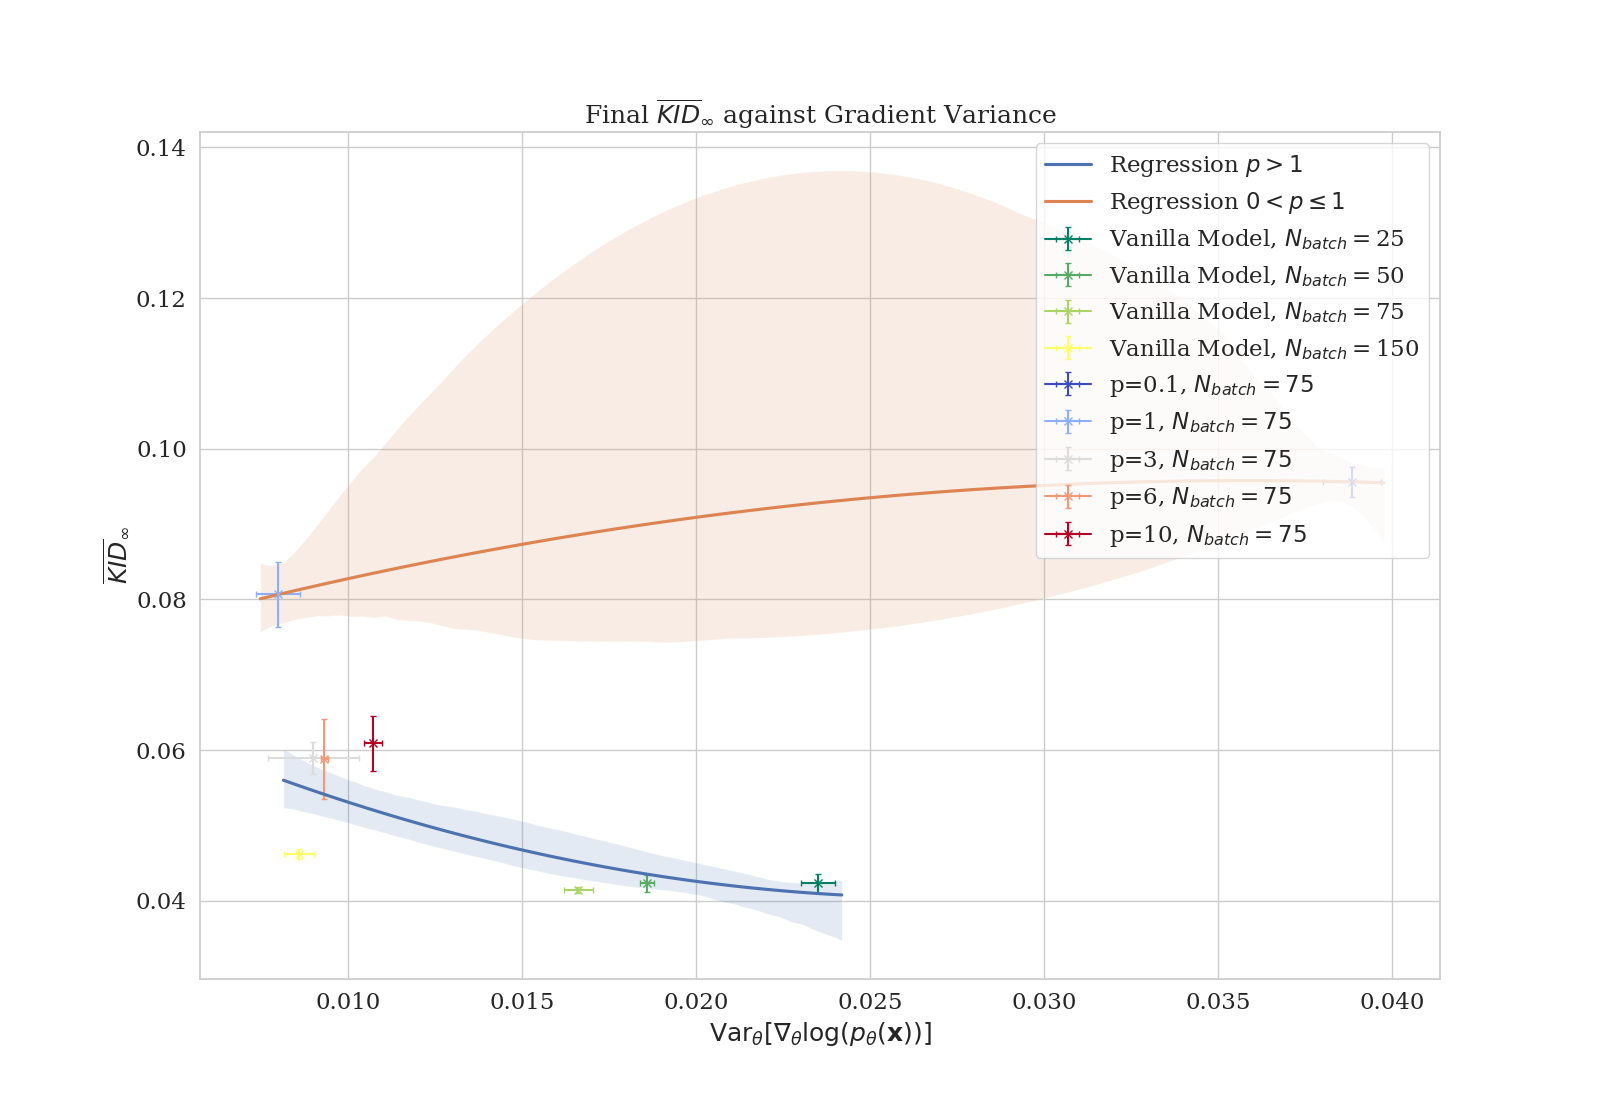 Final $\overline{KID}_\infty$ against Gradient Variance
0.14
0.12
0.10
0.08
0.06
0.04
$\overline{KID}_\infty$
Regression $p > 1$
Regression $0 < p \leq 1$
Vanilla Model, $N_{batch} = 25$
Vanilla Model, $N_{batch} = 50$
Vanilla Model, $N_{batch} = 75$
Vanilla Model, $N_{batch} = 150$
p=0.1, $N_{batch} = 75$
p=1, $N_{batch} = 75$
p=3, $N_{batch} = 75$
p=6, $N_{batch} = 75$
p=10, $N_{batch} = 75$
0.010 0.015 0.020 0.025 0.030 0.035 0.040
$\mathrm{Var}_\theta[\nabla_\theta \log(p_\theta(\mathbf{x}))]$